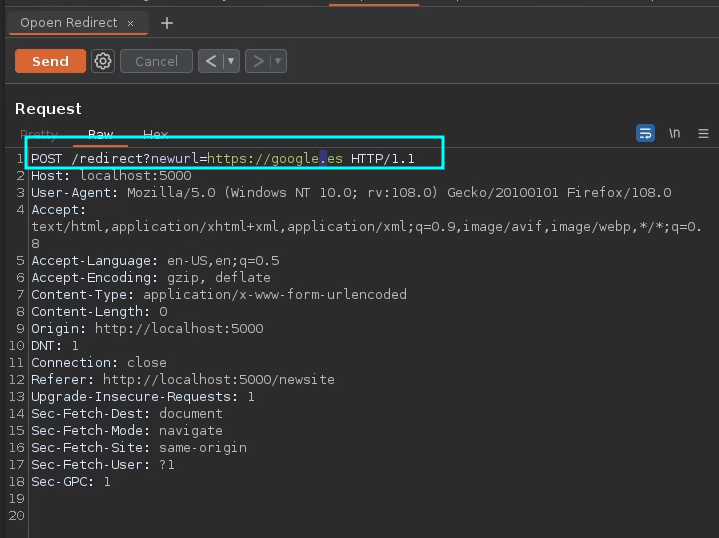 Opoen Redirect × +
Send Cancel < >
Request
Pretty Raw Hex \n
1 POST /redirect?newurl=https://google.es HTTP/1.1
2 Host: localhost:5000
3 User-Agent: Mozilla/5.0 (Windows NT 10.0; rv:108.0) Gecko/20100101 Firefox/108.0
4 Accept:
text/html,application/xhtml+xml,application/xml;q=0.9,image/avif,image/webp,*/*;q=0.
8
5 Accept-Language: en-US,en;q=0.5
6 Accept-Encoding: gzip, deflate
7 Content-Type: application/x-www-form-urlencoded
8 Content-Length: 0
9 Origin: http://localhost:5000
10 DNT: 1
11 Connection: close
12 Referer: http://localhost:5000/newsite
13 Upgrade-Insecure-Requests: 1
14 Sec-Fetch-Dest: document
15 Sec-Fetch-Mode: navigate
16 Sec-Fetch-Site: same-origin
17 Sec-Fetch-User: ?1
18 Sec-GPC: 1
19
20